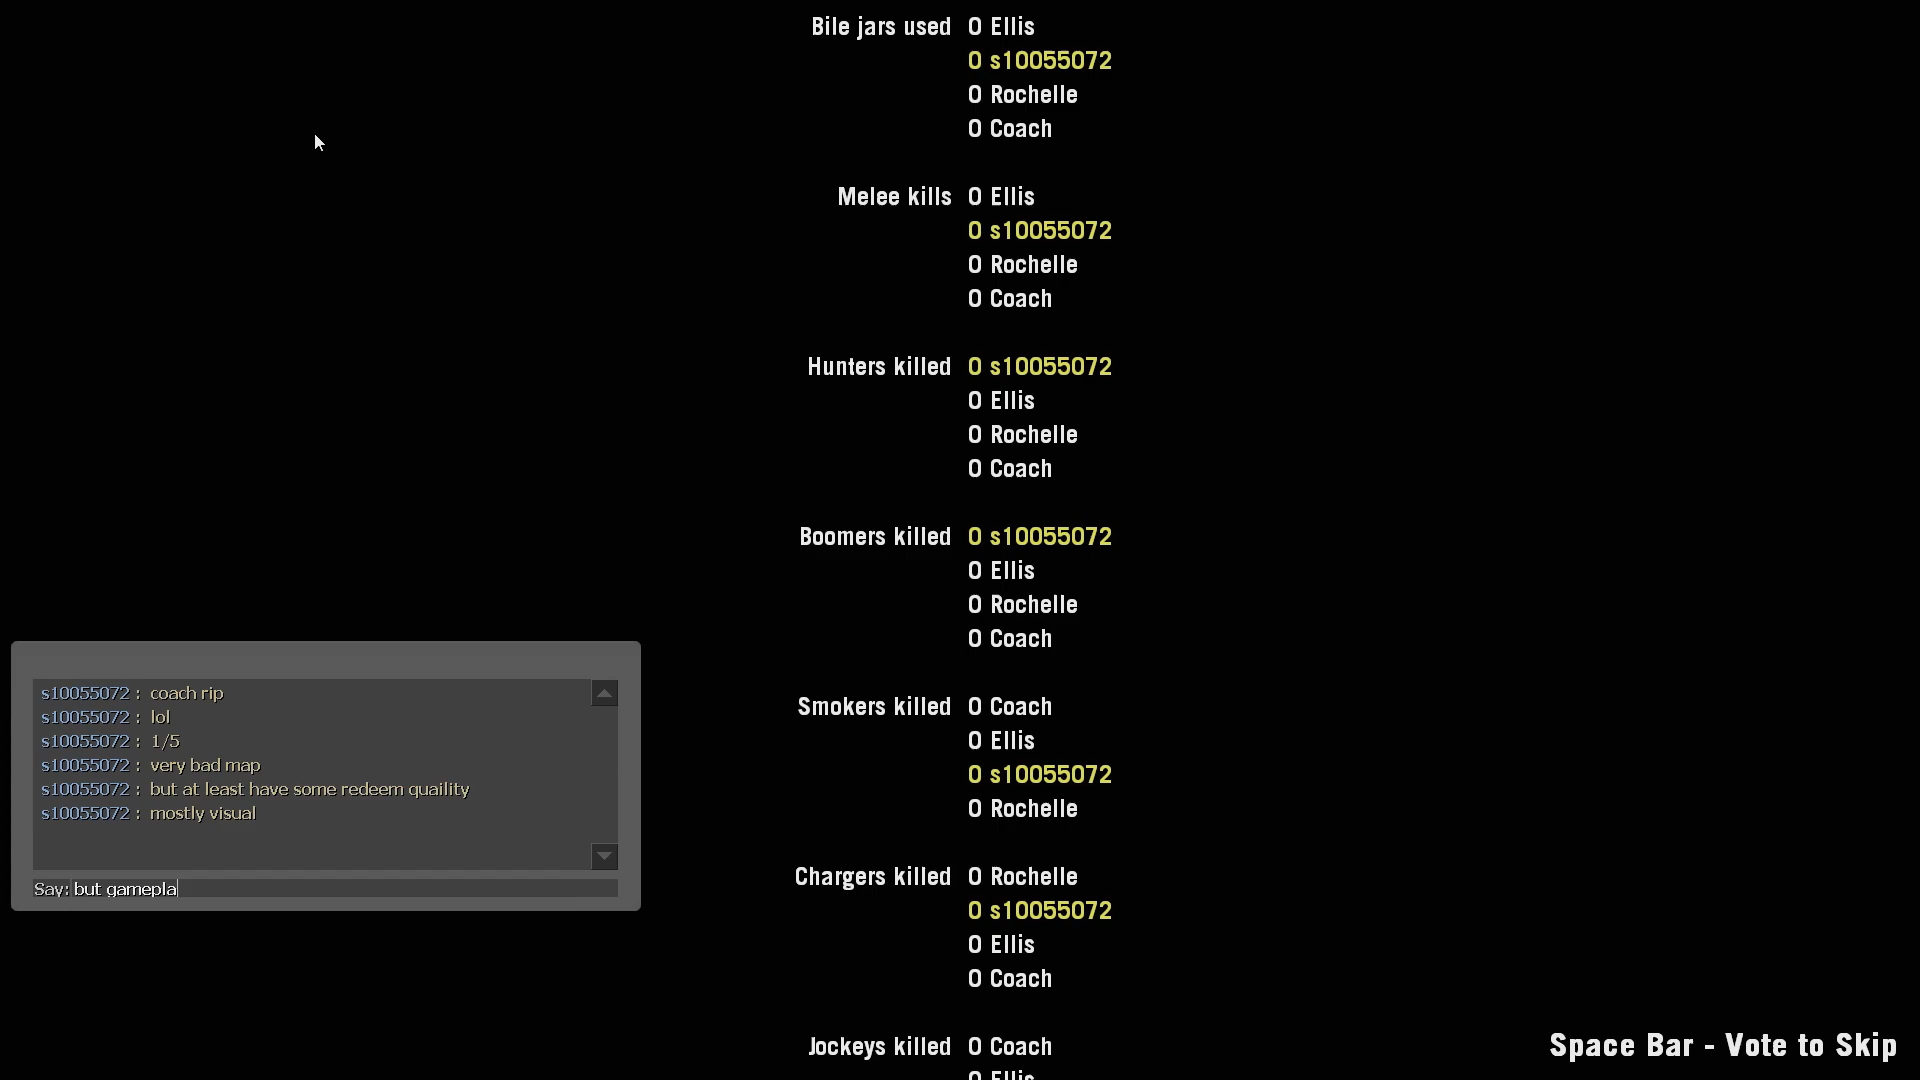 Bile jars used 0 Ellis
0 s10055072
0 Rochelle
0 Coach
Melee kills 0 Ellis
0 s10055072
0 Rochelle
0 Coach
Hunters killed 0 s10055072
0 Ellis
0 Rochelle
0 Coach
Boomers killed 0 s10055072
0 Ellis
0 Rochelle
0 Coach
Smokers killed 0 Coach
0 Ellis
0 s10055072
0 Rochelle
Chargers killed 0 Rochelle
0 s10055072
0 Ellis
0 Coach
Jockeys killed 0 Coach
0 Ellis
s10055072 : coach rip
s10055072 : lol
s10055072 : 1/5
s10055072 : very bad map
s10055072 : but at least have some redeem quaility
s10055072 : mostly visual
Say: but gamepla
Space Bar - Vote to Skip